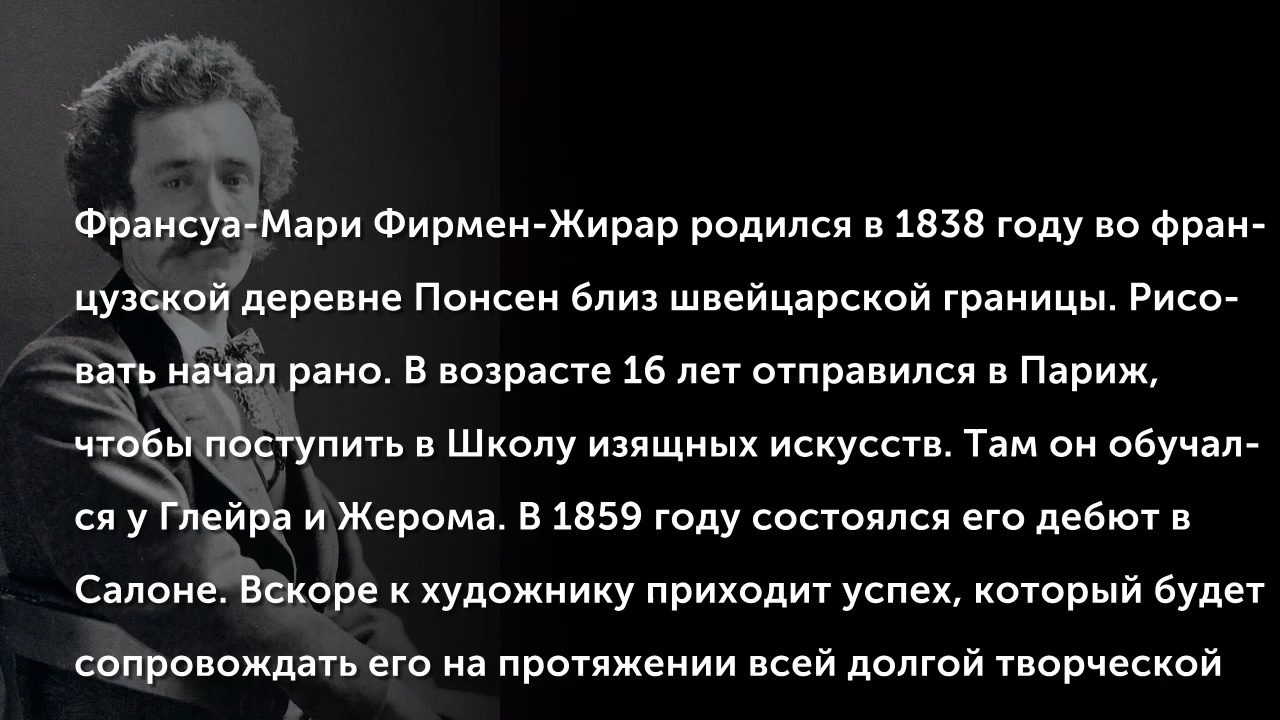 Франсуа-Мари Фирмен-Жирар родился в 1838 году во фран-
цузской деревне Понсен близ швейцарской границы. Рисо-
вать начал рано. В возрасте 16 лет отправился в Париж,
чтобы поступить в Школу изящных искусств. Там он обучал-
ся у Глейра и Жерома. В 1859 году состоялся его дебют в
Салоне. Вскоре к художнику приходит успех, который будет
сопровождать его на протяжении всей долгой творческой